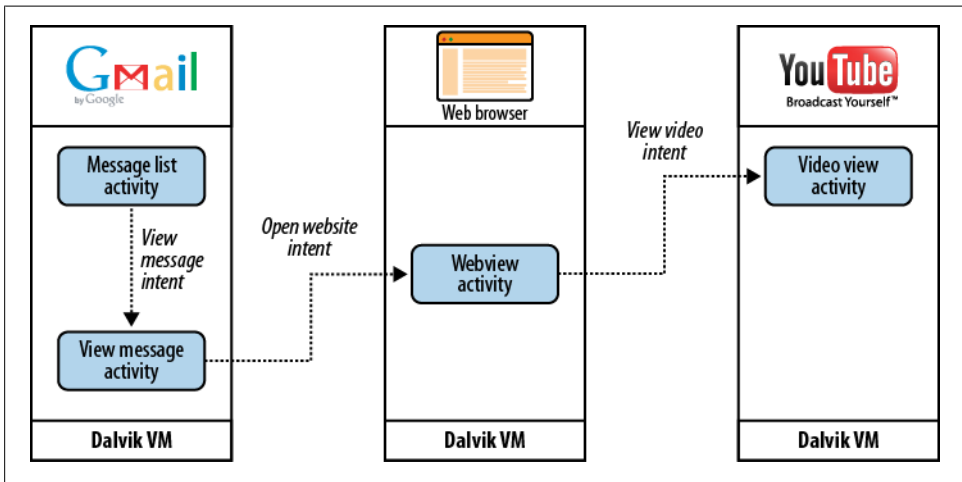 Gmail
by Google
Message list
activity
View
message
intent
View message
activity
Dalvik VM
Open website
intent
Web browser
Webview
activity
Dalvik VM
View video
intent
YouTube
Broadcast Yourself™
Video view
activity
Dalvik VM